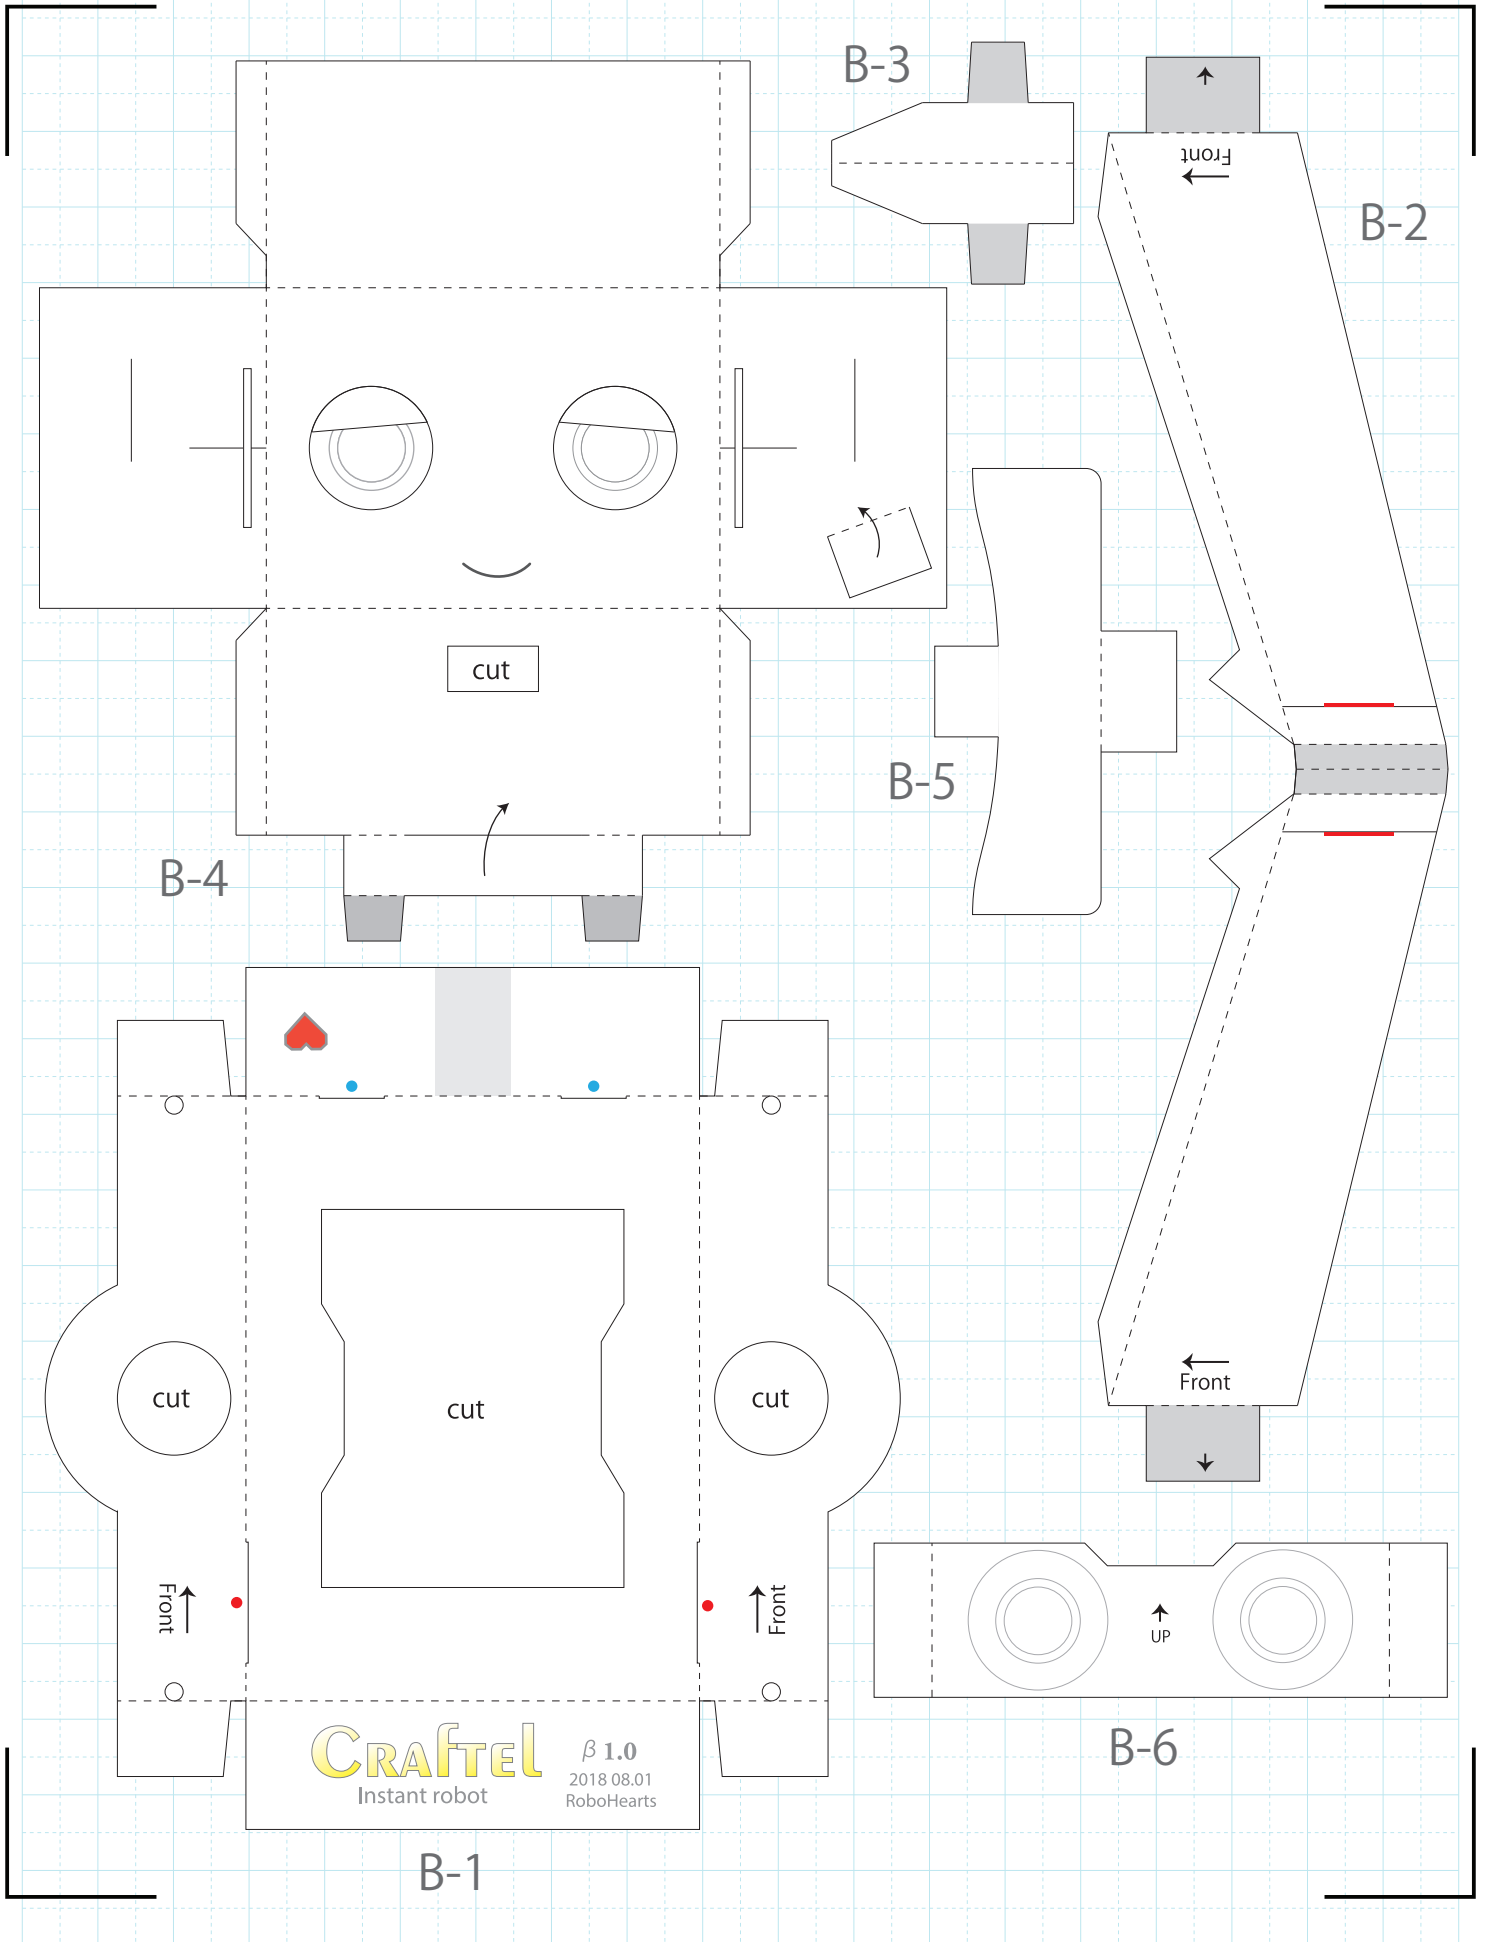 B-3
Front
B-2
cut
B-5
B-4
cut
cut
cut
Front
Front
Front
UP
CRAftEl
Instant robot
β 1.0
2018 08.01
RoboHearts
B-6
B-1